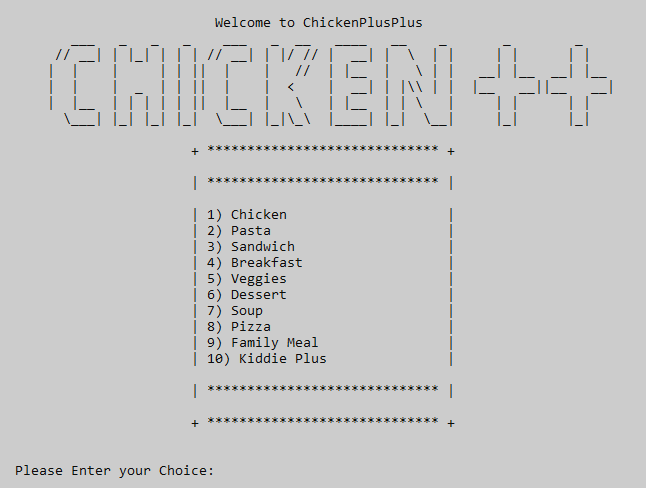 Welcome to ChickenPlusPlus
CHICKEN ++
+ ***************************** +
| ***************************** |
| 1) Chicken |
| 2) Pasta |
| 3) Sandwich |
| 4) Breakfast |
| 5) Veggies |
| 6) Dessert |
| 7) Soup |
| 8) Pizza |
| 9) Family Meal |
| 10) Kiddie Plus |
| ***************************** |
+ ***************************** +
Please Enter your Choice: